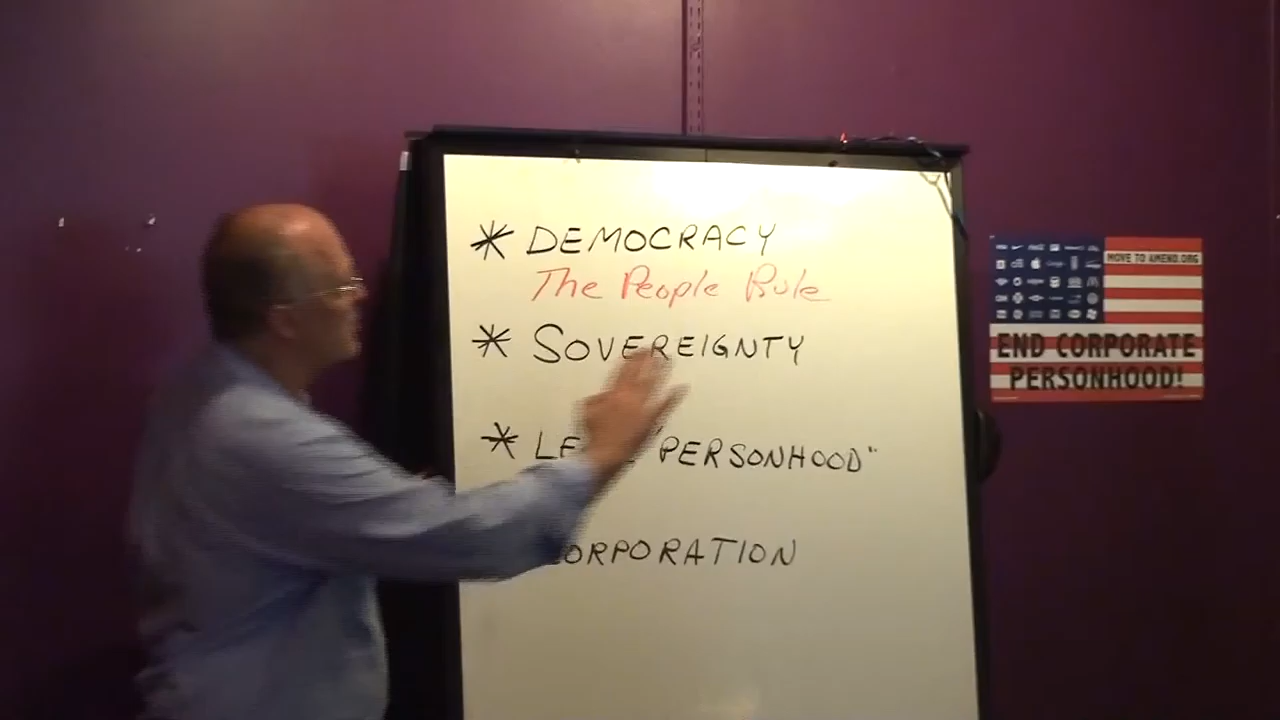 * DEMOCRACY
The People Rule
* SOVEREIGNTY
* LE "PERSONHOOD"
ORPORATION
MOVE TO AMEND.ORG
END CORPORATE
PERSONHOOD!